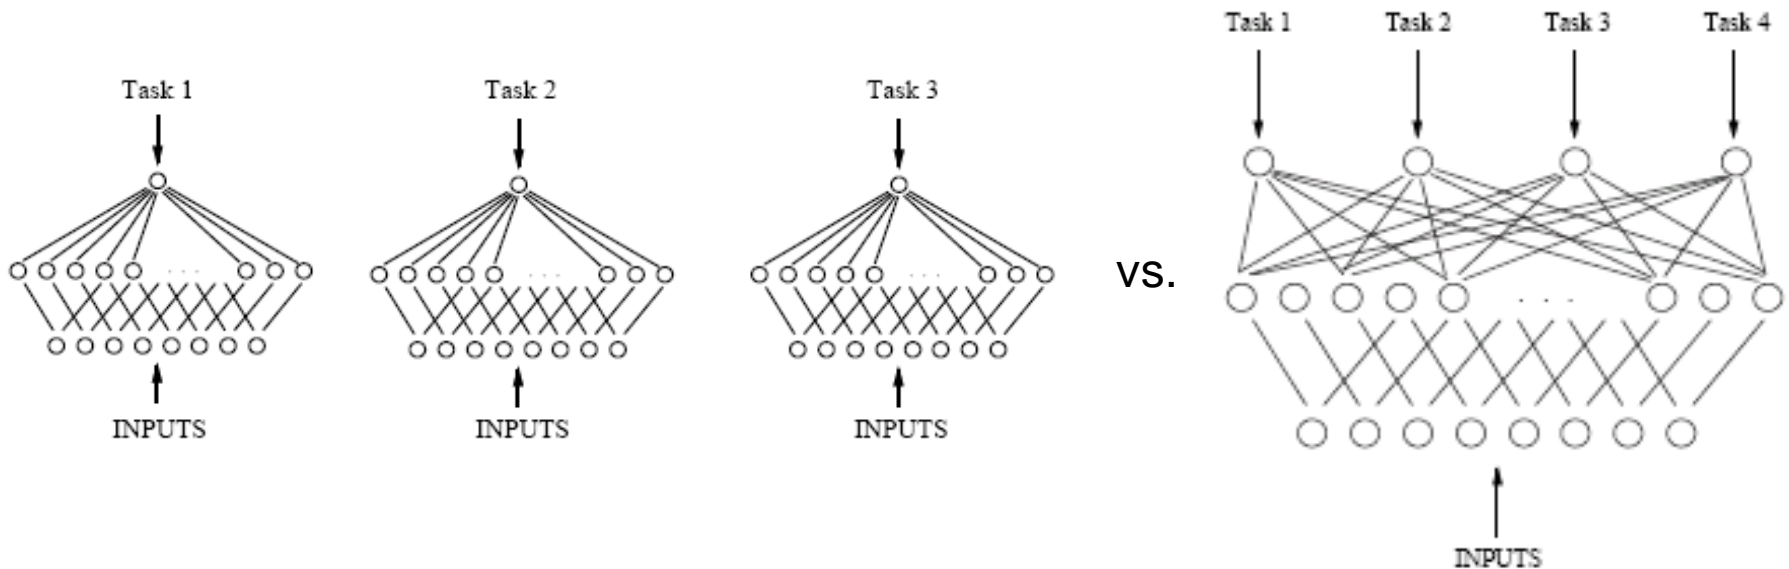 Task 1
Task 2
Task 3
INPUTS
INPUTS
INPUTS
vs.
Task 1
Task 2
Task 3
Task 4
. . .
INPUTS